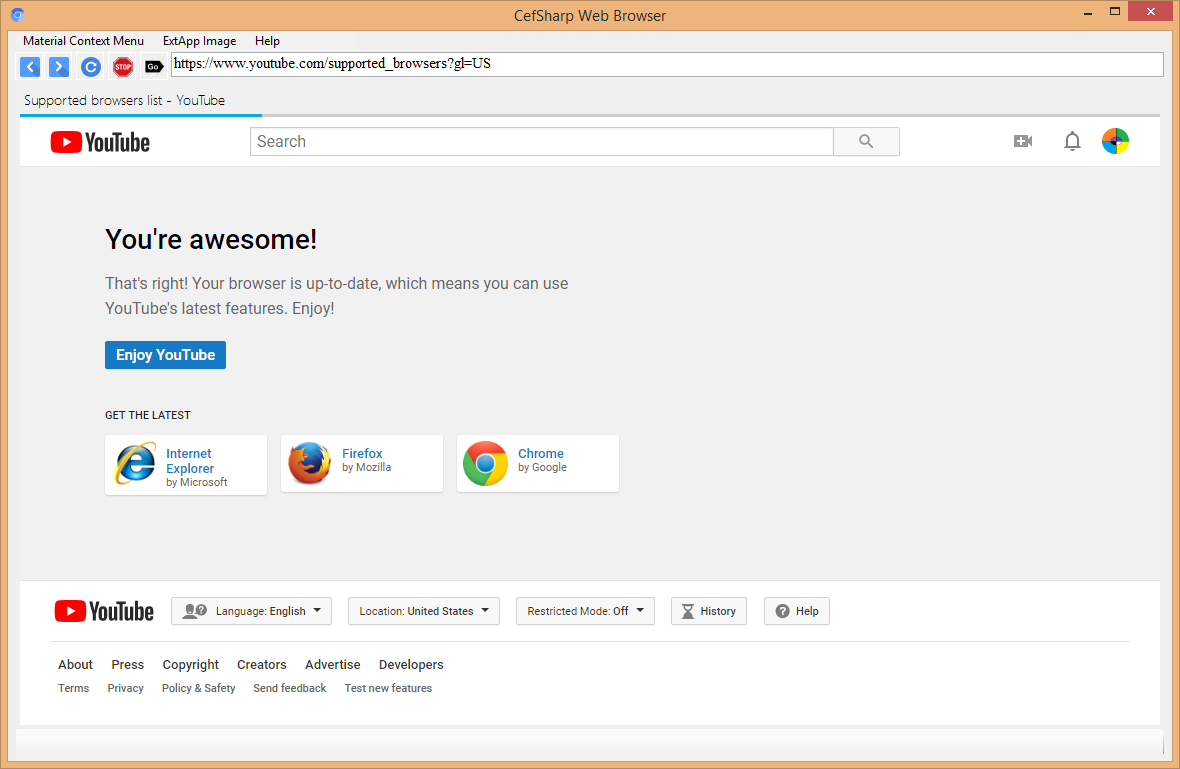 CefSharp Web Browser
Material Context Menu ExtApp Image Help
STOP Go https://www.youtube.com/supported_browsers?gl=US
Supported browsers list - YouTube
YouTube Search
You're awesome!
That's right! Your browser is up-to-date, which means you can use
YouTube's latest features. Enjoy!
Enjoy YouTube
GET THE LATEST
Internet
Explorer
by Microsoft
Firefox
by Mozilla
Chrome
by Google
YouTube Language: English Location: United States Restricted Mode: Off History Help
About Press Copyright Creators Advertise Developers
Terms Privacy Policy & Safety Send feedback Test new features